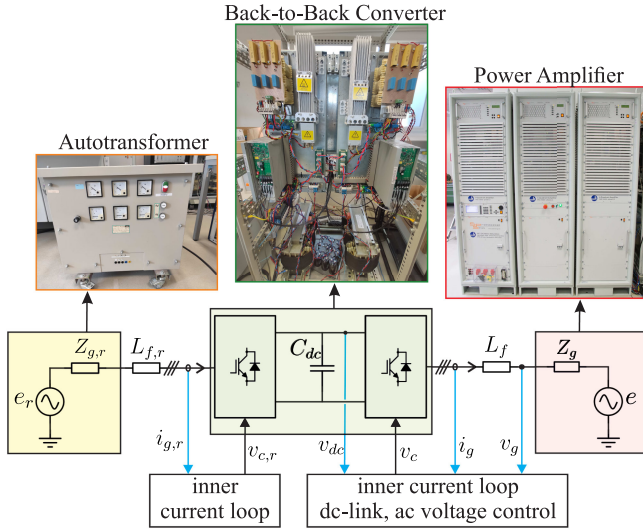 Back-to-Back Converter
Power Amplifier
Autotransformer
Z_{g,r}
L_{f,r}
C_{dc}
L_f
Z_g
e_r
e
i_{g,r}
v_{c,r}
v_{dc}
v_c
i_g
v_g
inner
current loop
inner current loop
dc-link, ac voltage control